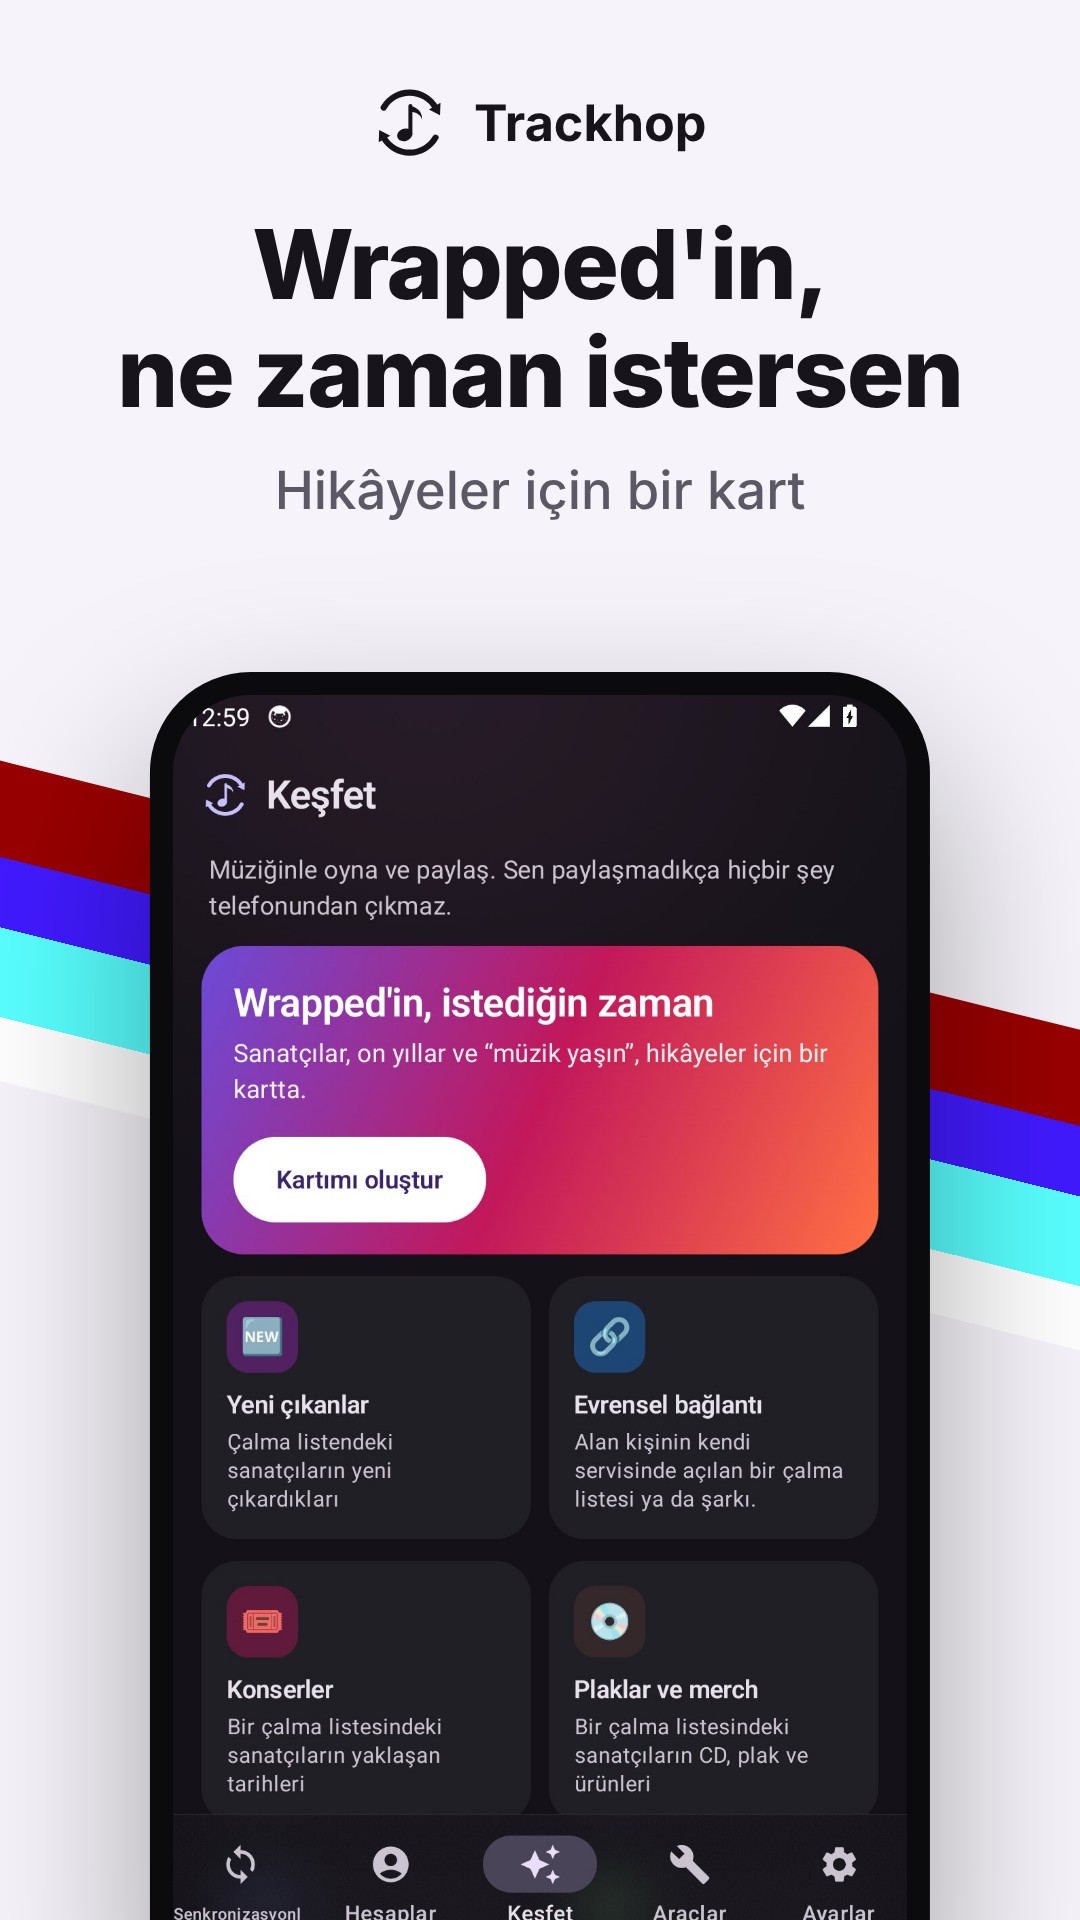 Trackhop
Wrapped'in,
ne zaman istersen
Hikâyeler için bir kart
12:59
Keşfet
Müziğinle oyna ve paylaş. Sen paylaşmadıkça hiçbir şey
telefonundan çıkmaz.
Wrapped'in, istediğin zaman
Sanatçılar, on yıllar ve “müzik yaşın”, hikâyeler için bir
kartta.
Kartımı oluştur
NEW
Yeni çıkanlar
Çalma listendeki
sanatçıların yeni
çıkardıkları
Evrensel bağlantı
Alan kişinin kendi
servisinde açılan bir çalma
listesi ya da şarkı.
Konserler
Bir çalma listesindeki
sanatçıların yaklaşan
tarihleri
Plaklar ve merch
Bir çalma listesindeki
sanatçıların CD, plak ve
ürünleri
Senkronizasyonl
Hesaplar
Keşfet
Araçlar
Ayarlar